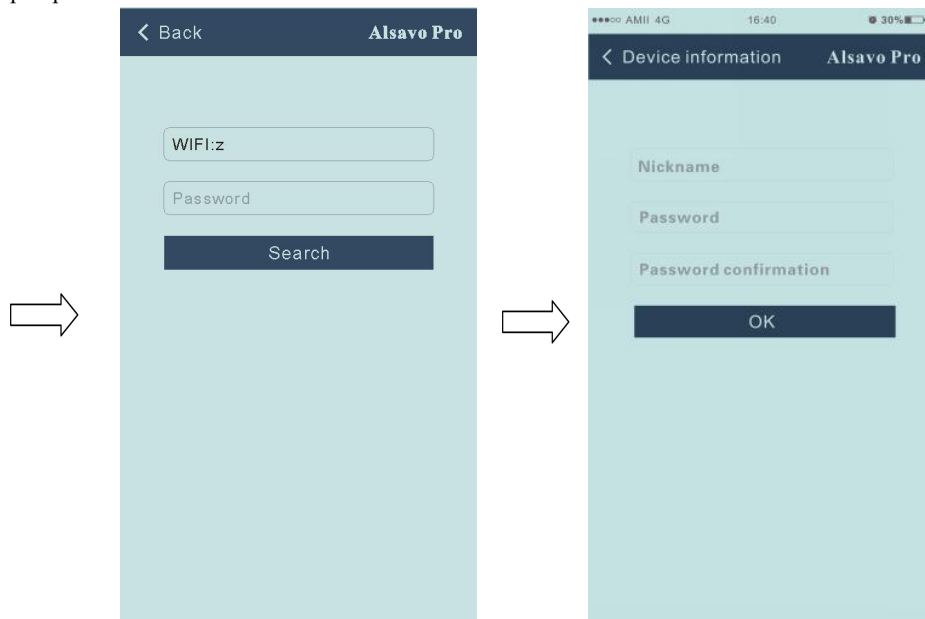 Back Alsavo Pro
WIFI:z
Password
Search
AMII 4G 16:40 30%
Device information Alsavo Pro
Nickname
Password
Password confirmation
OK